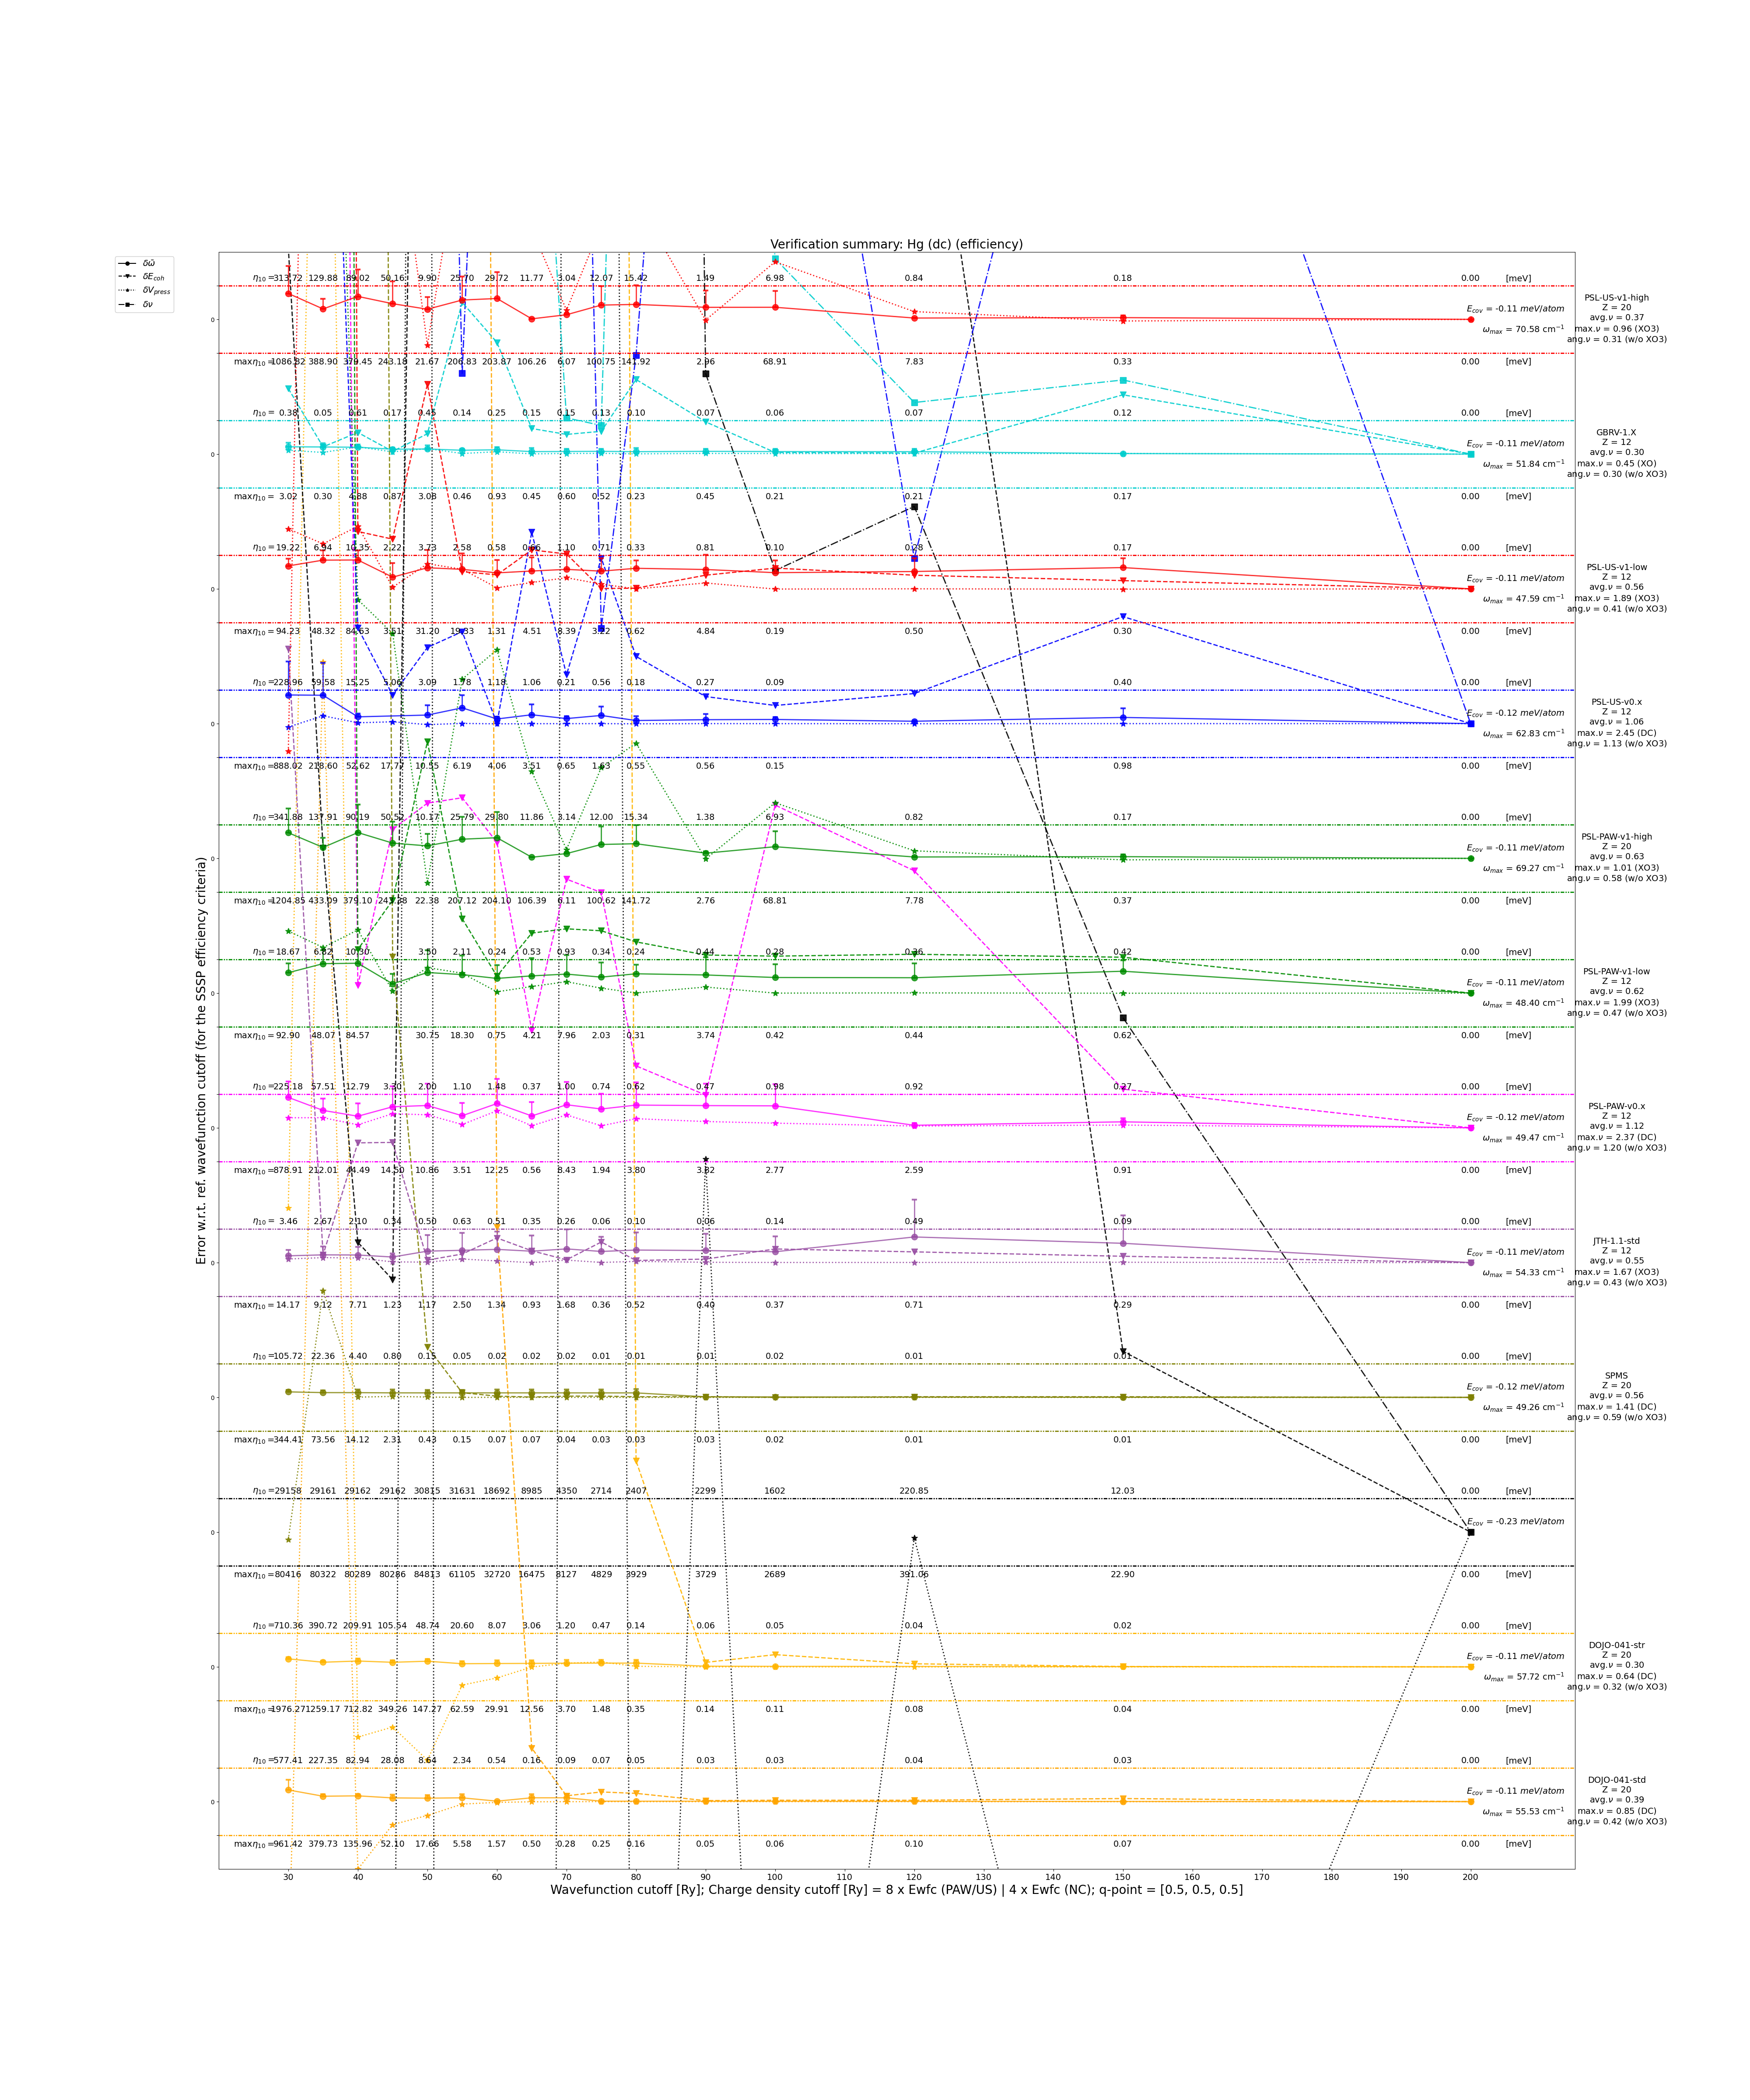 Verification summary: Hg (dc) (efficiency)
δω̄
δE_coh
δV_press
δν
Error w.r.t. ref. wavefunction cutoff (for the SSSP efficiency criteria)
η₁₀ = 313.72 129.88 89.02 50.16 9.90 25.70 29.72 11.77 3.04 12.07 15.42 1.49 6.98 0.84 0.18 0.00 [meV]
0
E_cov = -0.11 meV/atom
ω_max = 70.58 cm⁻¹
PSL-US-v1-high
Z = 20
avg.ν = 0.37
max.ν = 0.96 (XO3)
ang.ν = 0.31 (w/o XO3)
maxη₁₀ = 388.90 379.45 243.18 21.67 206.83 203.87 106.26 6.07 100.75 141.92 2.96 68.91 7.83 0.33 0.00 [meV]
η₁₀ = 0.38 0.05 0.61 0.17 0.45 0.14 0.25 0.15 0.15 0.13 0.10 0.07 0.06 0.07 0.12 0.00 [meV]
0
E_cov = -0.11 meV/atom
ω_max = 51.84 cm⁻¹
GBRV-1.X
Z = 12
avg.ν = 0.30
max.ν = 0.45 (XO)
ang.ν = 0.30 (w/o XO3)
maxη₁₀ = 3.02 0.30 4.88 0.87 3.08 0.46 0.93 0.45 0.60 0.52 0.23 0.45 0.21 0.21 0.17 0.00 [meV]
η₁₀ = 19.22 6.94 10.35 2.22 3.73 2.58 0.58 1.10 0.71 0.33 0.81 0.10 0.17 0.00 [meV]
0
E_cov = -0.11 meV/atom
ω_max = 47.59 cm⁻¹
PSL-US-v1-low
Z = 12
avg.ν = 0.56
max.ν = 1.89 (XO3)
ang.ν = 0.41 (w/o XO3)
maxη₁₀ = 94.23 48.32 84.63 3.51 31.20 19.33 1.31 4.51 8.39 0.62 4.84 0.19 0.50 0.30 0.00 [meV]
η₁₀ = 228.96 59.58 15.25 5.06 3.09 1.78 1.18 1.06 0.21 0.56 0.18 0.27 0.09 0.40 0.00 [meV]
0
E_cov = -0.12 meV/atom
ω_max = 62.83 cm⁻¹
PSL-US-v0.x
Z = 12
avg.ν = 1.06
max.ν = 2.45 (DC)
ang.ν = 1.13 (w/o XO3)
maxη₁₀ = 888.02 218.60 52.62 17.77 10.55 6.19 4.06 3.51 0.65 1.63 0.55 0.56 0.15 0.98 0.00 [meV]
η₁₀ = 341.88 137.91 90.19 50.52 10.17 25.79 29.80 11.86 3.14 12.00 15.34 1.38 6.93 0.82 0.17 0.00 [meV]
0
E_cov = -0.11 meV/atom
ω_max = 69.27 cm⁻¹
PSL-PAW-v1-high
Z = 20
avg.ν = 0.63
max.ν = 1.01 (XO3)
ang.ν = 0.58 (w/o XO3)
maxη₁₀ = 1204.85 433.09 379.10 22.38 207.12 204.10 106.39 6.11 100.62 141.72 2.76 68.81 7.78 0.37 0.00 [meV]
η₁₀ = 18.67 6.82 10.30 3.50 2.11 0.24 0.53 0.93 0.34 0.24 0.44 0.28 0.36 0.42 0.00 [meV]
0
E_cov = -0.11 meV/atom
ω_max = 48.40 cm⁻¹
PSL-PAW-v1-low
Z = 12
avg.ν = 0.62
max.ν = 1.99 (XO3)
ang.ν = 0.47 (w/o XO3)
maxη₁₀ = 92.90 48.07 84.57 30.75 18.30 0.75 4.21 7.96 2.03 0.31 3.74 0.42 0.44 0.62 0.00 [meV]
η₁₀ = 225.18 57.51 12.79 2.00 1.10 1.48 0.37 1.00 0.74 0.62 0.47 0.98 0.92 0.27 0.00 [meV]
0
E_cov = -0.12 meV/atom
ω_max = 49.47 cm⁻¹
PSL-PAW-v0.x
Z = 12
avg.ν = 1.12
max.ν = 2.37 (DC)
ang.ν = 1.20 (w/o XO3)
maxη₁₀ = 878.91 212.01 44.49 14.50 10.86 3.51 12.25 0.56 8.43 1.94 3.80 3.82 2.77 2.59 0.91 0.00 [meV]
η₁₀ = 3.46 2.67 2.10 0.34 0.50 0.63 0.51 0.35 0.26 0.06 0.10 0.06 0.14 0.49 0.09 0.00 [meV]
0
E_cov = -0.11 meV/atom
ω_max = 54.33 cm⁻¹
JTH-1.1-std
Z = 12
avg.ν = 0.55
max.ν = 1.67 (XO3)
ang.ν = 0.43 (w/o XO3)
maxη₁₀ = 14.17 9.12 7.71 1.23 1.17 2.50 1.34 0.93 1.68 0.36 0.52 0.40 0.37 0.71 0.29 0.00 [meV]
η₁₀ = 105.72 22.36 4.40 0.80 0.15 0.05 0.02 0.02 0.02 0.01 0.01 0.01 0.02 0.01 0.01 0.00 [meV]
0
E_cov = -0.12 meV/atom
ω_max = 49.26 cm⁻¹
SPMS
Z = 20
avg.ν = 0.56
max.ν = 1.41 (DC)
ang.ν = 0.59 (w/o XO3)
maxη₁₀ = 344.41 73.56 14.12 2.31 0.43 0.15 0.07 0.07 0.04 0.03 0.03 0.03 0.02 0.01 0.01 0.00 [meV]
η₁₀ = 29158 29161 29162 29162 30815 31631 18692 8985 4350 2714 2407 2299 1602 220.85 12.03 0.00 [meV]
0
E_cov = -0.23 meV/atom
maxη₁₀ = 80416 80322 80289 80286 84813 61105 32720 16475 8127 4829 3929 3729 2689 391.06 22.90 0.00 [meV]
η₁₀ = 710.36 390.72 209.91 105.54 48.74 20.60 8.07 3.06 1.20 0.47 0.14 0.06 0.05 0.04 0.02 0.00 [meV]
0
E_cov = -0.11 meV/atom
ω_max = 57.72 cm⁻¹
DOJO-041-str
Z = 20
avg.ν = 0.30
max.ν = 0.64 (DC)
ang.ν = 0.32 (w/o XO3)
maxη₁₀ = 1976.27 1259.17 712.82 349.26 147.27 62.59 29.91 12.56 3.70 1.48 0.35 0.14 0.11 0.08 0.04 0.00 [meV]
η₁₀ = 577.41 227.35 82.94 28.08 8.64 2.34 0.54 0.16 0.09 0.07 0.05 0.03 0.03 0.04 0.03 0.00 [meV]
0
E_cov = -0.11 meV/atom
ω_max = 55.53 cm⁻¹
DOJO-041-std
Z = 20
avg.ν = 0.39
max.ν = 0.85 (DC)
ang.ν = 0.42 (w/o XO3)
maxη₁₀ = 961.42 379.73 135.96 52.10 17.66 5.58 1.57 0.50 0.28 0.25 0.16 0.05 0.06 0.10 0.07 0.00 [meV]
30 40 50 60 70 80 90 100 110 120 130 140 150 160 170 180 190 200
Wavefunction cutoff [Ry]; Charge density cutoff [Ry] = 8 x Ewfc (PAW/US) | 4 x Ewfc (NC); q-point = [0.5, 0.5, 0.5]